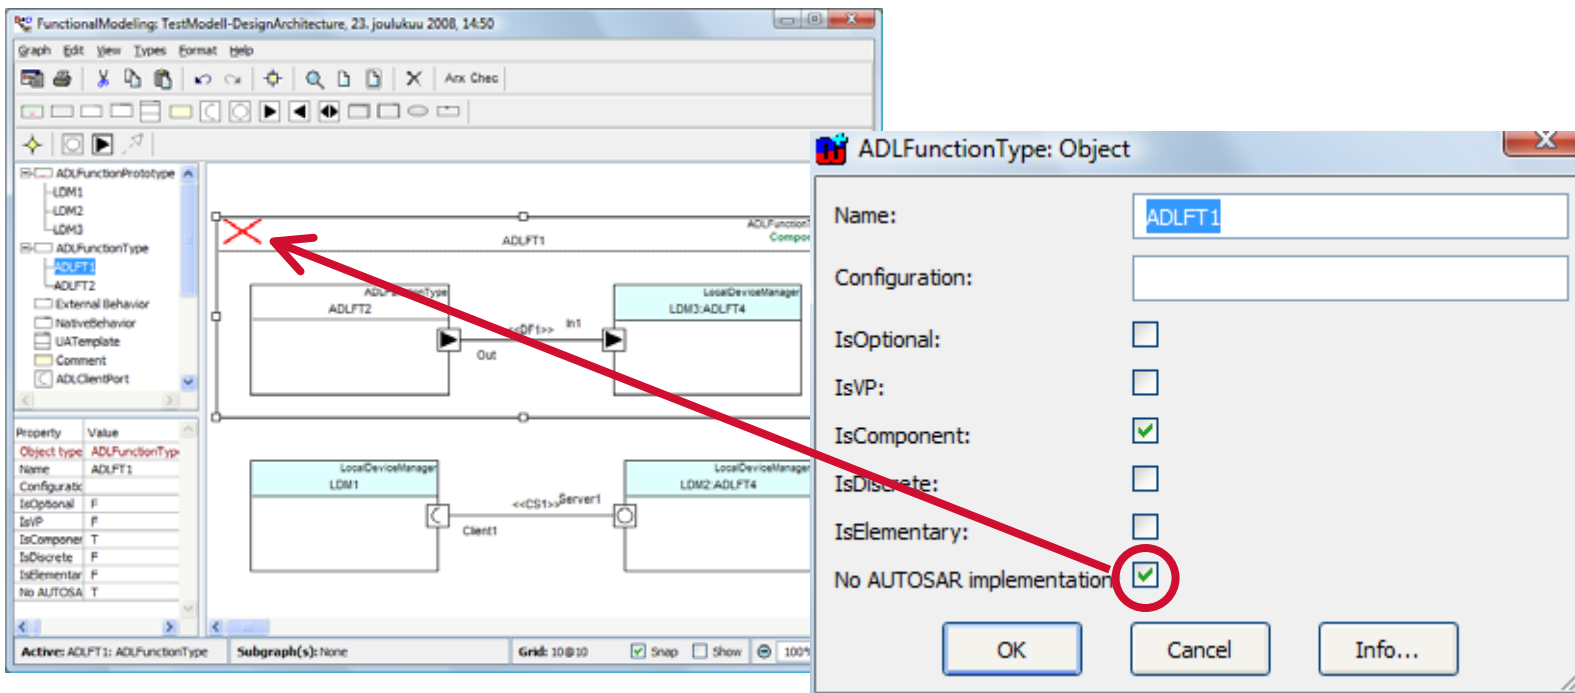 FunctionalModeling: TestModell-DesignArchitecture, 23. joulukuu 2008, 14:50
Graph Edit View Types Format Help
Arx Chec
ADLFunctionPrototype
LDM1
LDM2
LDM3
ADLFunctionType
ADLFT1
ADLFT2
External Behavior
NativeBehavior
UATemplate
Comment
ADLClientPort
Property Value
Object type ADLFunctionTyp
Name ADLFT1
Configuratic
IsOptional F
IsVP F
IsComponer T
IsDiscrete F
IsElementar F
No AUTOSA T
ADLFunctionT
Compor
ADLFT1
ADLFunctionType
ADLFT2
Out
<<DF1>>
In1
LocalDeviceManager
LDM3:ADLFT4
LocalDeviceManager
LDM1
Client1
<<CS1>>
Server1
LocalDeviceManager
LDM2:ADLFT4
Active: ADLFT1: ADLFunctionType Subgraph(s): None Grid: 10@10 Snap Show 100%
ADLFunctionType: Object
Name: ADLFT1
Configuration:
IsOptional:
IsVP:
IsComponent:
IsDiscrete:
IsElementary:
No AUTOSAR implementation
OK Cancel Info...